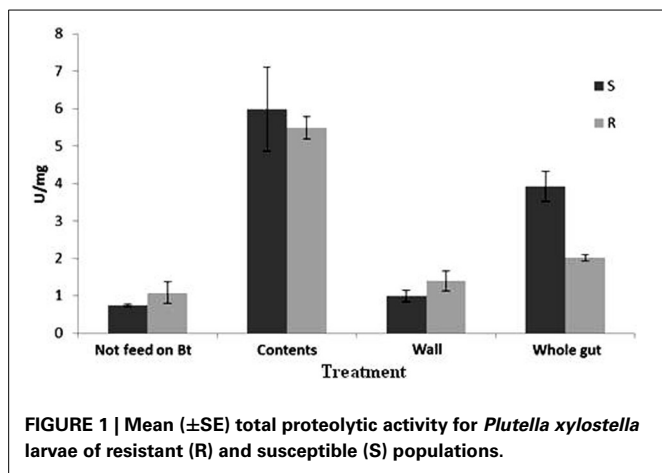 8
7
6
5
4
3
2
1
0
U/mg
S
R
Not feed on Bt
Contents
Wall
Whole gut
Treatment
FIGURE 1 | Mean (±SE) total proteolytic activity for Plutella xylostella
larvae of resistant (R) and susceptible (S) populations.